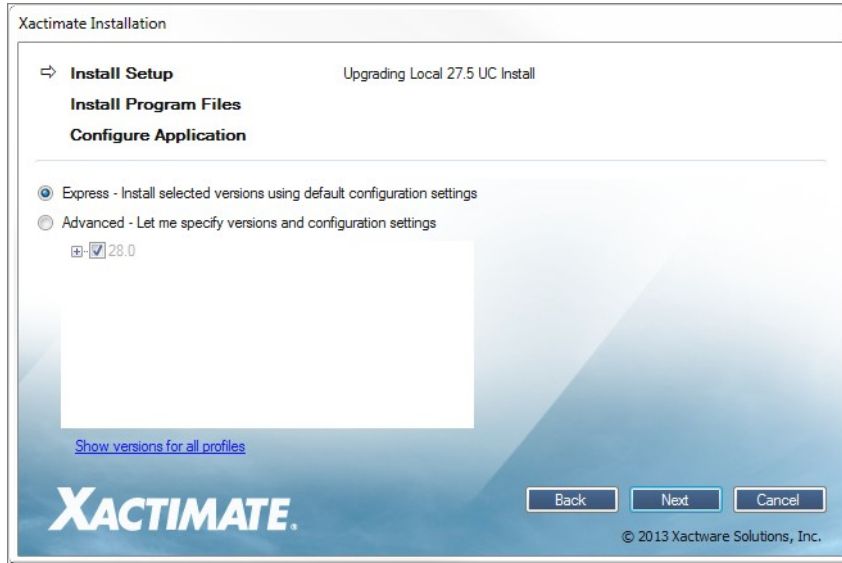 Xactimate Installation
Install Setup
Upgrading Local 27.5 UC Install
Install Program Files
Configure Application
Express - Install selected versions using default configuration settings
Advanced - Let me specify versions and configuration settings
28.0
Show versions for all profiles
XACTIMATE.
Back
Next
Cancel
© 2013 Xactware Solutions, Inc.